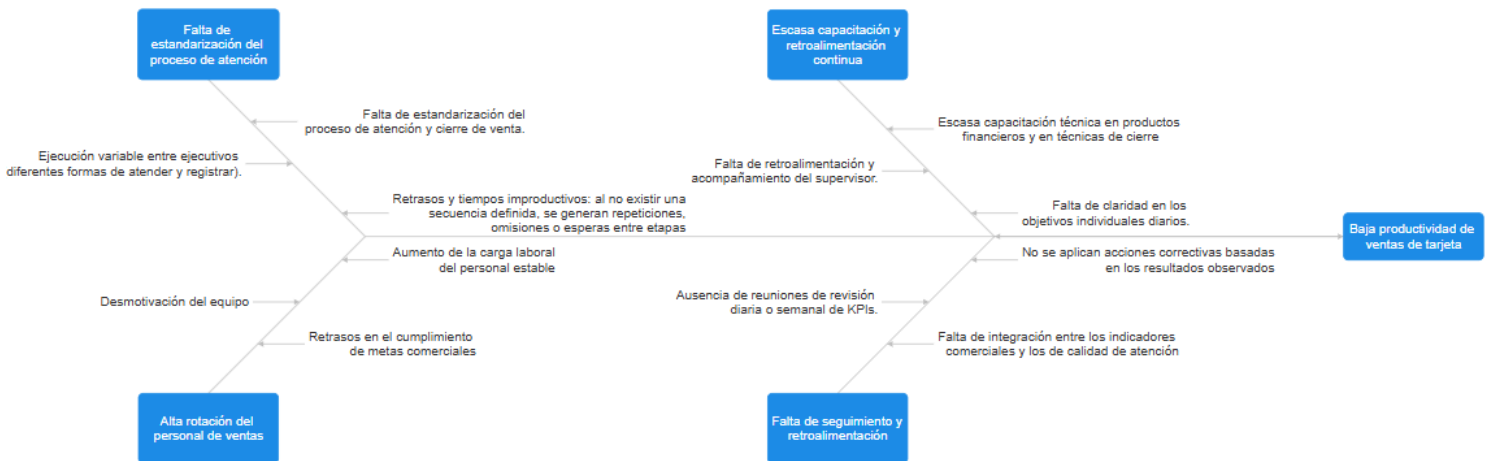 Falta de
estandarización del
proceso de atención
Falta de estandarización del
proceso de atención y cierre de venta.
Ejecución variable entre ejecutivos
diferentes formas de atender y registrar).
Retrasos y tiempos improductivos: al no existir una
secuencia definida, se generan repeticiones,
omisiones o esperas entre etapas
Escasa capacitación y
retroalimentación
continua
Escasa capacitación técnica en productos
financieros y en técnicas de cierre
Falta de retroalimentación y
acompañamiento del supervisor.
Falta de claridad en los
objetivos individuales diarios.
Baja productividad de
ventas de tarjeta
Aumento de la carga laboral
del personal estable
Desmotivación del equipo
Retrasos en el cumplimiento
de metas comerciales
Alta rotación del
personal de ventas
No se aplican acciones correctivas basadas
en los resultados observados
Ausencia de reuniones de revisión
diaria o semanal de KPIs.
Falta de integración entre los indicadores
comerciales y los de calidad de atención
Falta de seguimiento y
retroalimentación